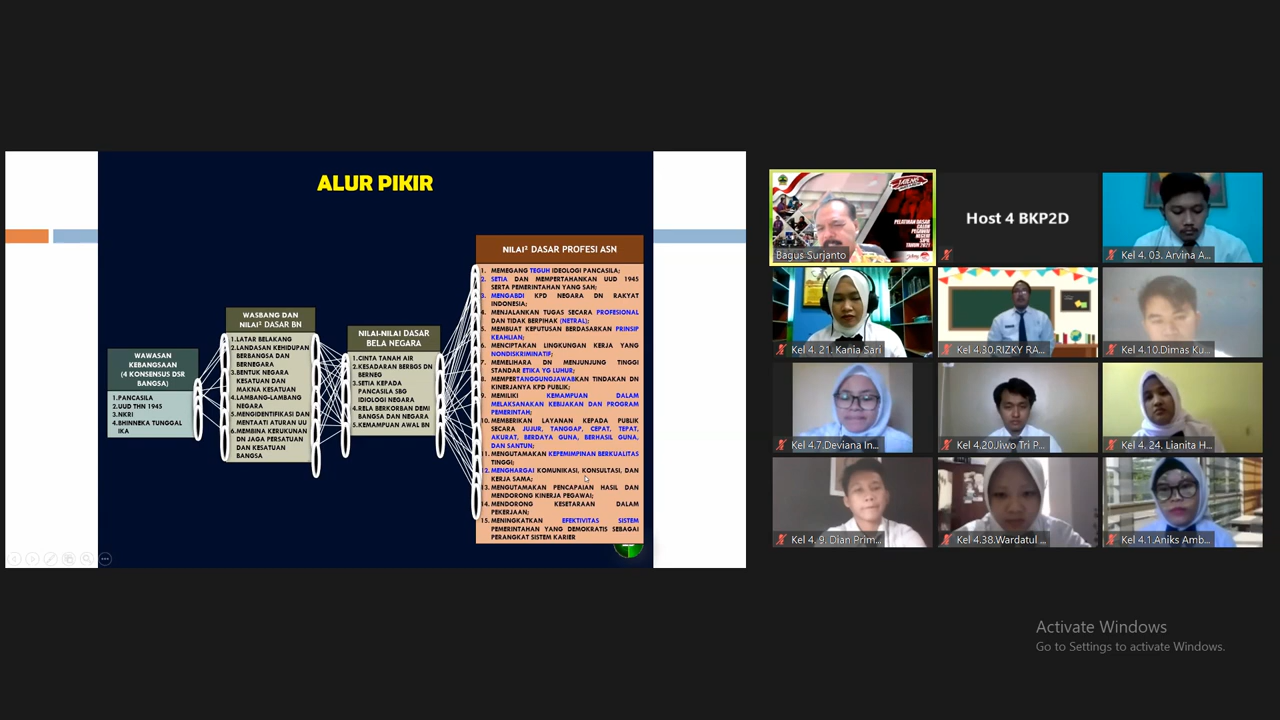 ALUR PIKIR
WAWASAN
KEBANGSAAN
(4 KONSENSUS DSR
BANGSA)
1.PANCASILA
2.UUD THN 1945
3.NKRI
4.BHINNEKA TUNGGAL
IKA
WASBANG DAN
NILAI² DASAR BN
1.LATAR BELAKANG
2.LANDASAN KEHIDUPAN
BERBANGSA DAN
BERNEGARA
3.BENTUK NEGARA
KESATUAN DAN
MAKNA KESATUAN
4.LAMBANG-LAMBANG
NEGARA
5.MENGIDENTIFIKASI DAN
MENTAATI ATURAN UU
6.MEMBINA KERUKUNAN
DN JAGA PERSATUAN
DAN KESATUAN
BANGSA
NILAI-NILAI DASAR
BELA NEGARA
1.CINTA TANAH AIR
2.KESADARAN BERBGS DN
BERNEG
3.SETIA KEPADA
PANCASILA SBG
IDIOLOGI NEGARA
4.RELA BERKORBAN DEMI
BANGSA DAN NEGARA
5.KEMAMPUAN AWAL BN
NILAI² DASAR PROFESI ASN
1. MEMEGANG TEGUH IDEOLOGI PANCASILA;
2. SETIA DAN MEMPERTAHANKAN UUD 1945
SERTA PEMERINTAHAN YANG SAH;
3. MENGABDI KPD NEGARA DN RAKYAT
INDONESIA;
4. MENJALANKAN TUGAS SECARA PROFESIONAL
DAN TIDAK BERPIHAK (NETRAL);
5. MEMBUAT KEPUTUSAN BERDASARKAN PRINSIP
KEAHLIAN;
6. MENCIPTAKAN LINGKUNGAN KERJA YANG
NONDISKRIMINATIF;
7. MEMELIHARA DN MENJUNJUNG TINGGI
STANDAR ETIKA YG LUHUR;
8. MEMPERTANGGUNGJAWABKAN TINDAKAN DN
KINERJANYA KPD PUBLIK;
9. MEMILIKI KEMAMPUAN DALAM
MELAKSANAKAN KEBIJAKAN DAN PROGRAM
PEMERINTAH;
10. MEMBERIKAN LAYANAN KEPADA PUBLIK
SECARA JUJUR, TANGGAP, CEPAT, TEPAT,
AKURAT, BERDAYA GUNA, BERHASIL GUNA,
DAN SANTUN;
11. MENGUTAMAKAN KEPEMIMPINAN BERKUALITAS
TINGGI;
12. MENGHARGAI KOMUNIKASI, KONSULTASI, DAN
KERJA SAMA;
13. MENGUTAMAKAN PENCAPAIAN HASIL DAN
MENDORONG KINERJA PEGAWAI;
14. MENDORONG KESETARAAN DALAM
PEKERJAAN;
15. MENINGKATKAN EFEKTIVITAS SISTEM
PEMERINTAHAN YANG DEMOKRATIS SEBAGAI
PERANGKAT SISTEM KARIER
PELATIHAN DASAR
CALON
PEGAWAI
NEGERI
SIPIL
TAHUN 2021
Bagus Surjanto
Host 4 BKP2D
Kel 4. 03. Arvina A...
Kel 4. 21. Kania Sari
Kel 4.30.RIZKY RA...
Kel 4.10.Dimas Ku...
Kel 4.7.Deviana In...
Kel 4.20Jiwo Tri P...
Kel 4. 24. Lianita H...
Kel 4. 9. Dian Prim...
Kel 4.38.Wardatul ...
Kel 4.1.Aniks Amb...
Activate Windows
Go to Settings to activate Windows.